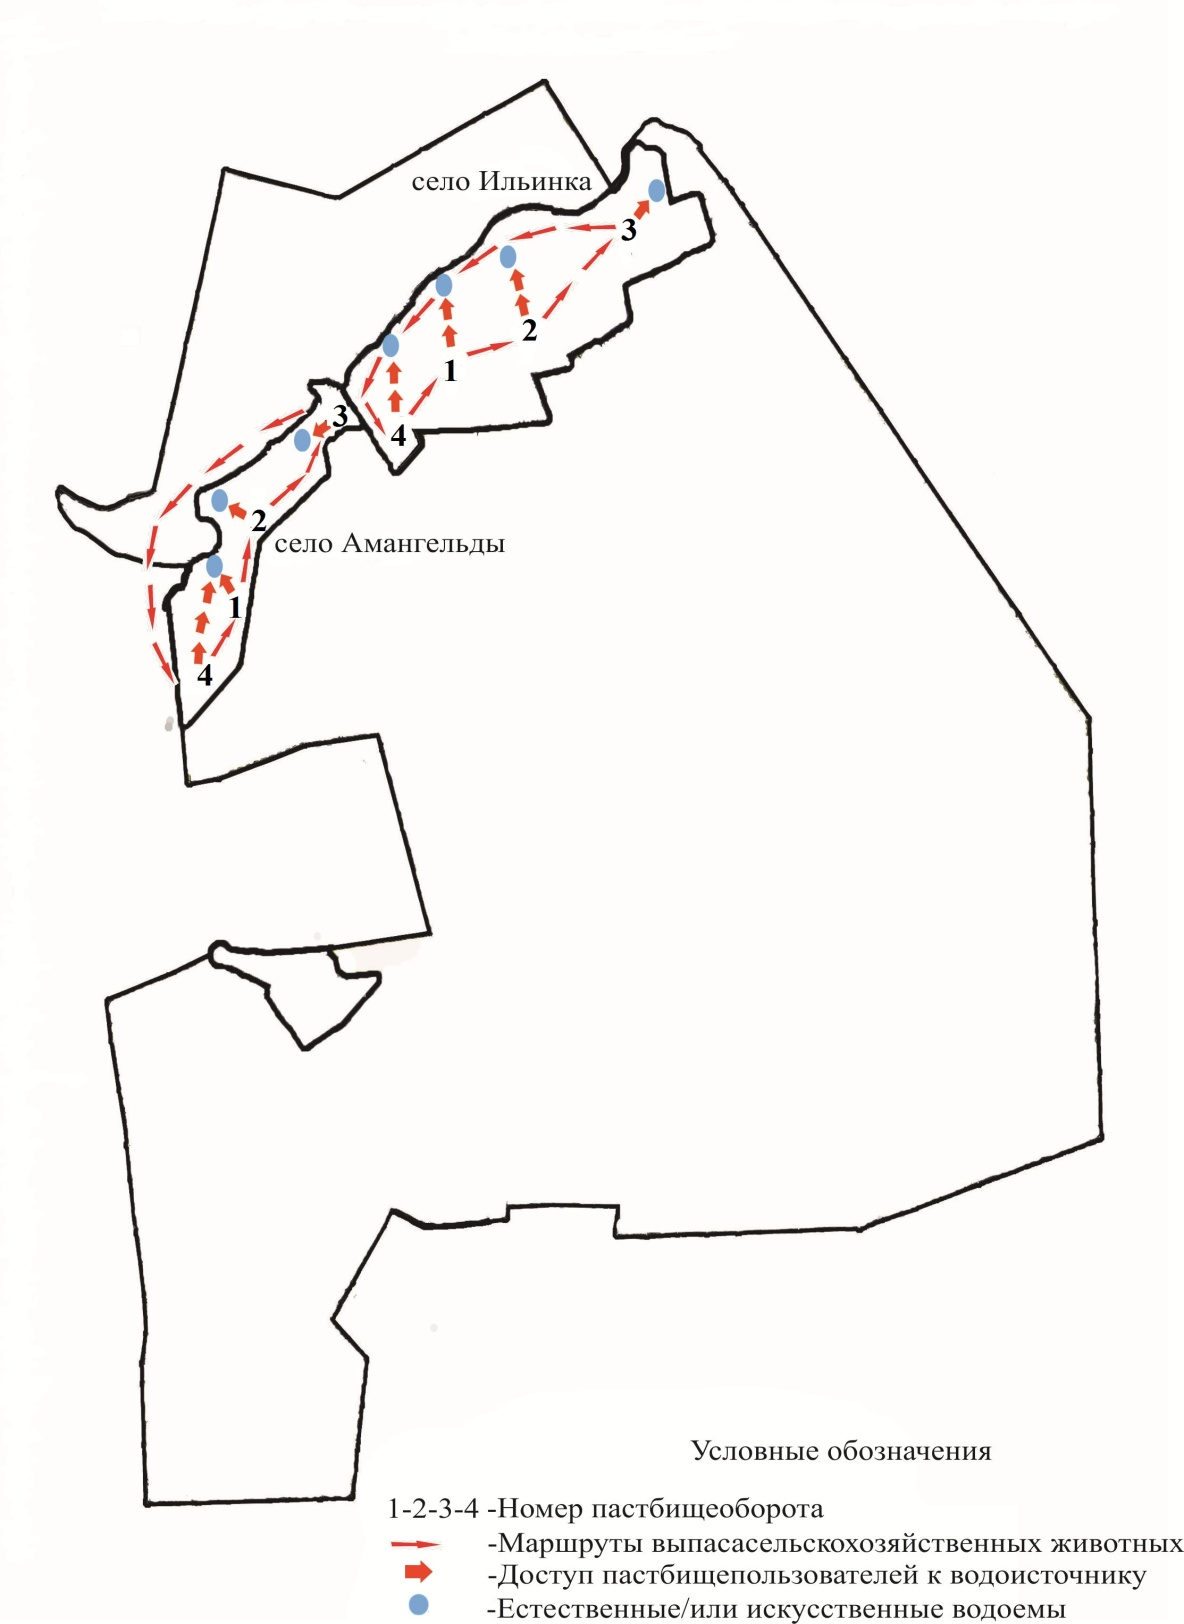 село Ильинка
3
2
1
4
3
2
село Амангельды
1
4
Условные обозначения
1-2-3-4 -Номер пастбищеоборота
-Маршруты выпасасельскохозяйственных животных
-Доступ пастбищепользователей к водоисточнику
-Естественные/или искусственные водоемы